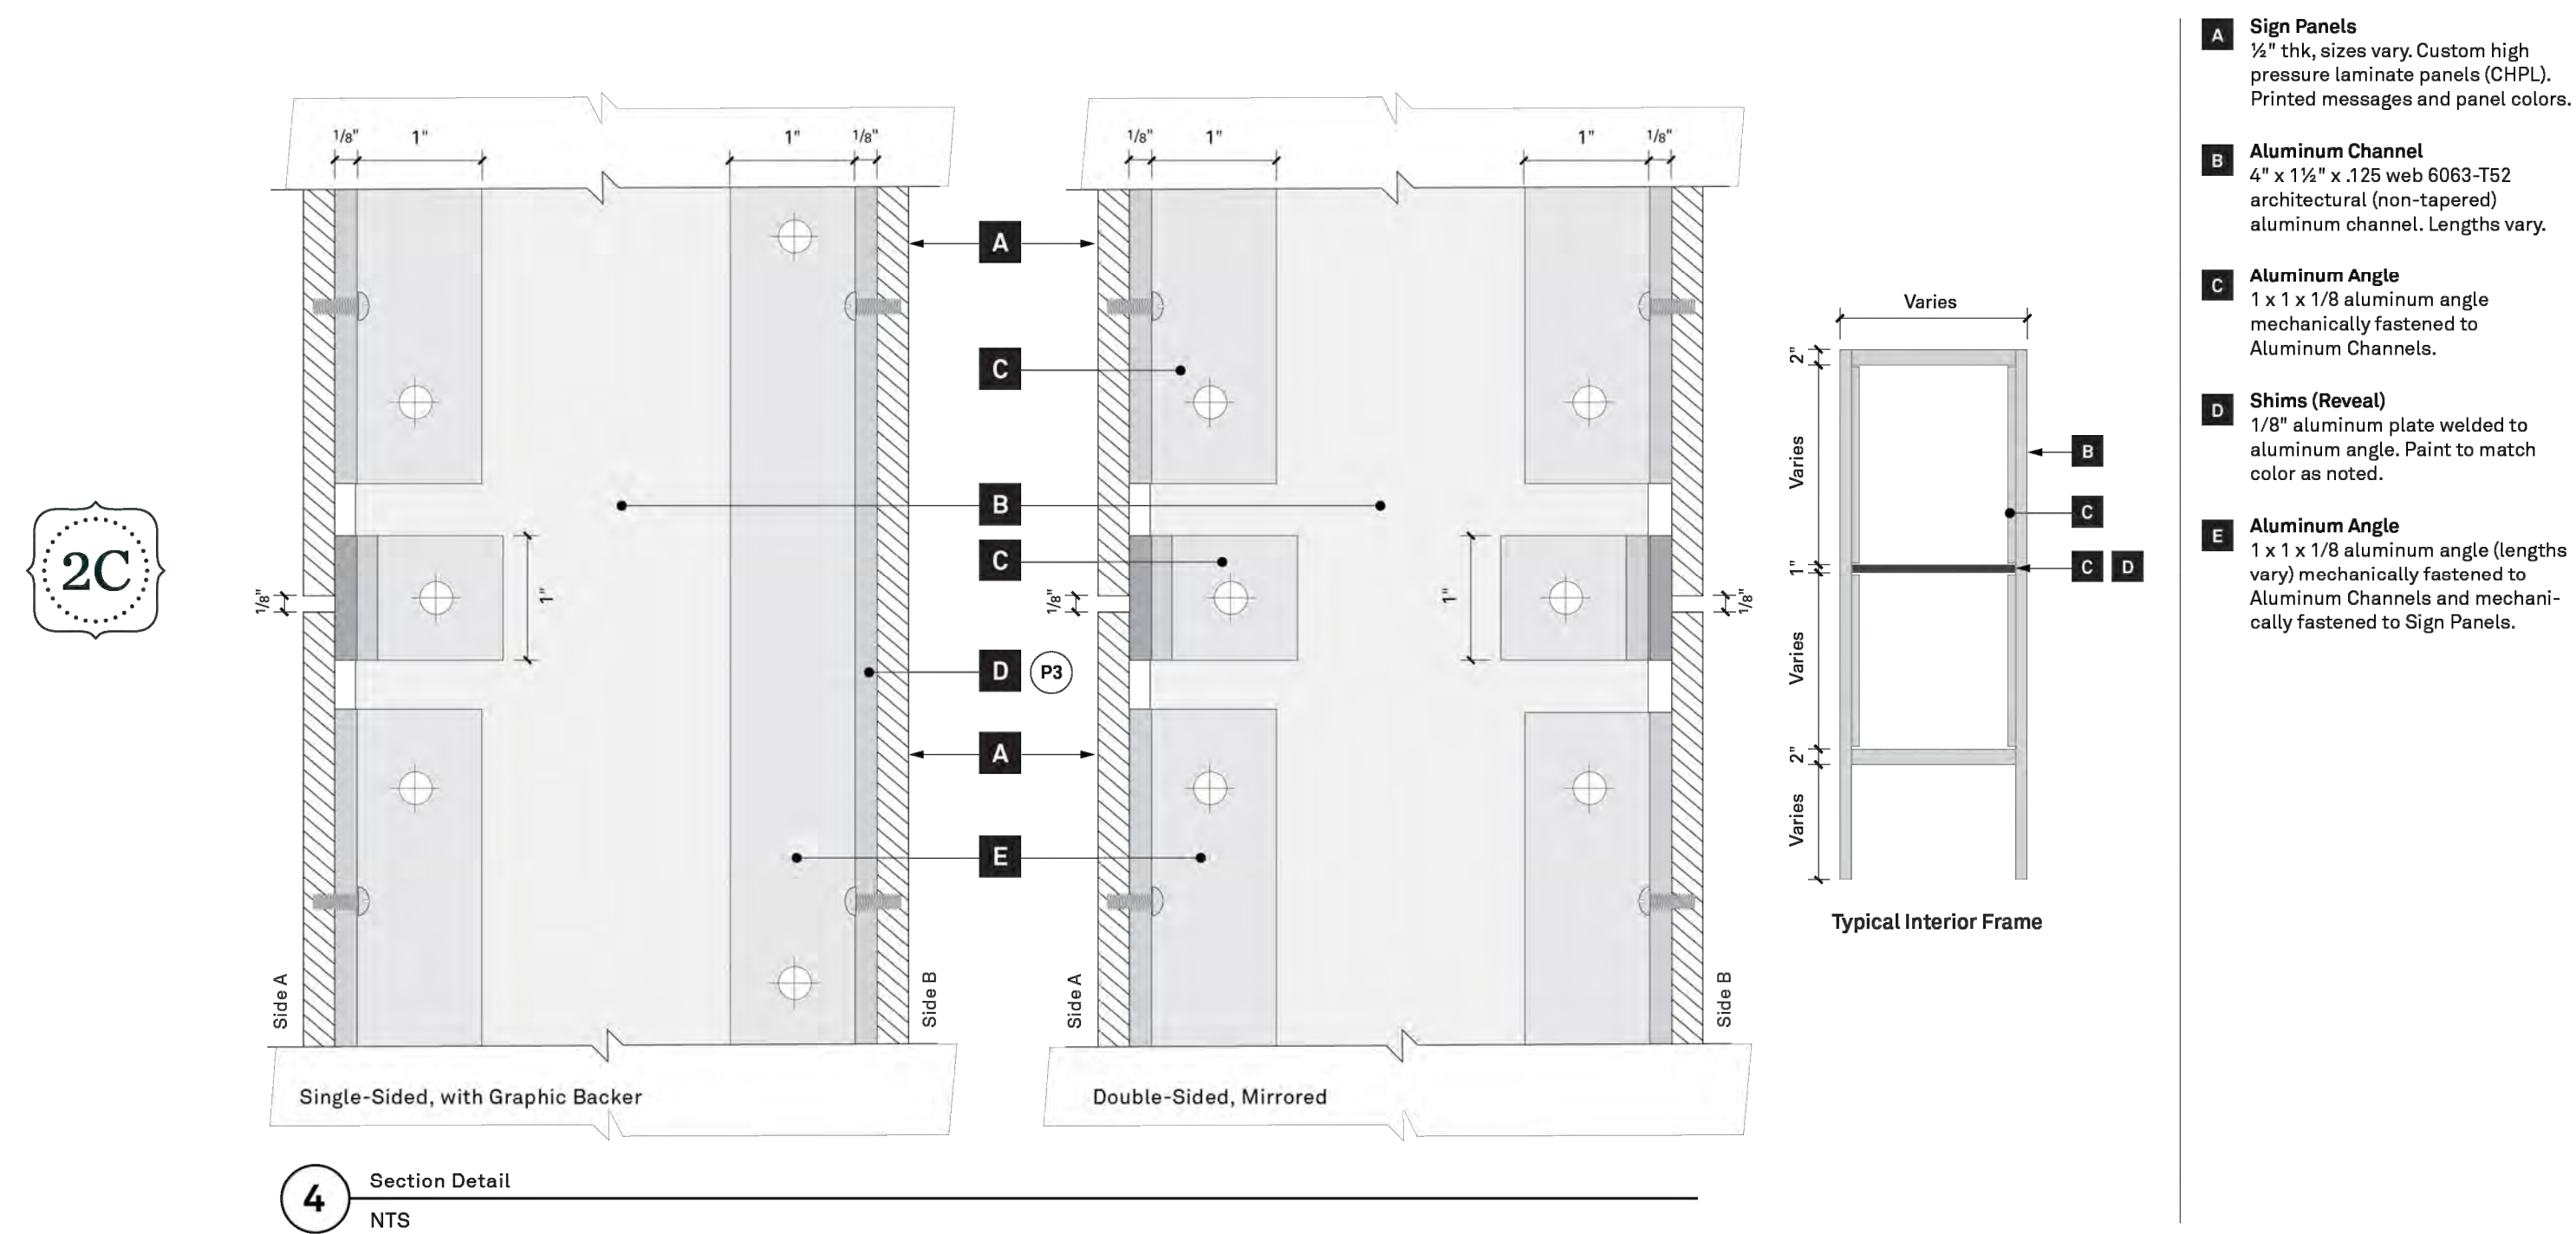 1/8" 1" 1" 1/8"
1/8" 1" 1" 1/8"
A
C
B
C
1/8" 1" 1/8" 1" 1/8"
D P3
A
E
Side A Side B Side A Side B
Single-Sided, with Graphic Backer
Double-Sided, Mirrored
2C
4
Section Detail
NTS
Varies
2"
Varies
B
C
1"
C D
Varies
2"
Varies
Typical Interior Frame
A Sign Panels
½" thk, sizes vary. Custom high
pressure laminate panels (CHPL).
Printed messages and panel colors.
B Aluminum Channel
4" x 1½" x .125 web 6063-T52
architectural (non-tapered)
aluminum channel. Lengths vary.
C Aluminum Angle
1 x 1 x 1/8 aluminum angle
mechanically fastened to
Aluminum Channels.
D Shims (Reveal)
1/8" aluminum plate welded to
aluminum angle. Paint to match
color as noted.
E Aluminum Angle
1 x 1 x 1/8 aluminum angle (lengths
vary) mechanically fastened to
Aluminum Channels and mechani-
cally fastened to Sign Panels.